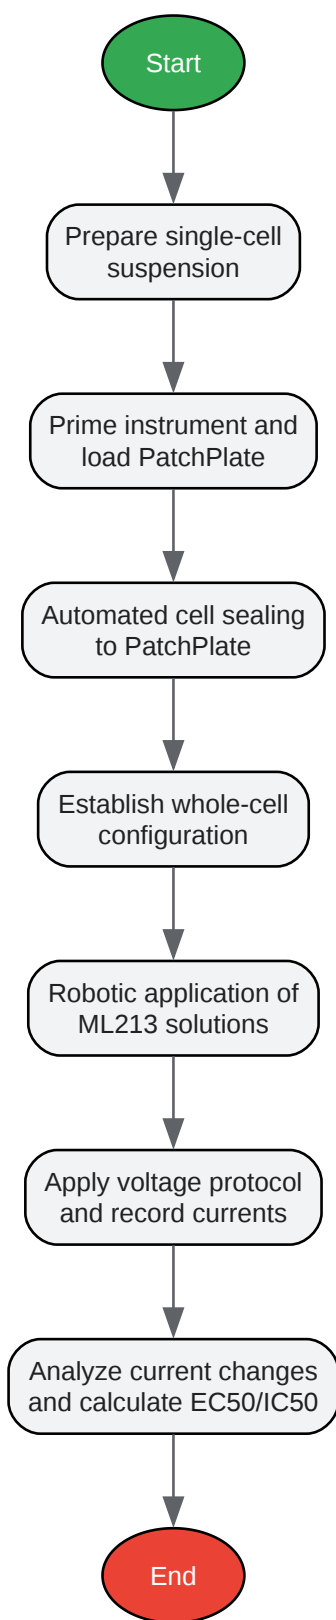 Start
Prepare single-cell
suspension
Prime instrument and
load PatchPlate
Automated cell sealing
to PatchPlate
Establish whole-cell
configuration
Robotic application of
ML213 solutions
Apply voltage protocol
and record currents
Analyze current changes
and calculate EC50/IC50
End